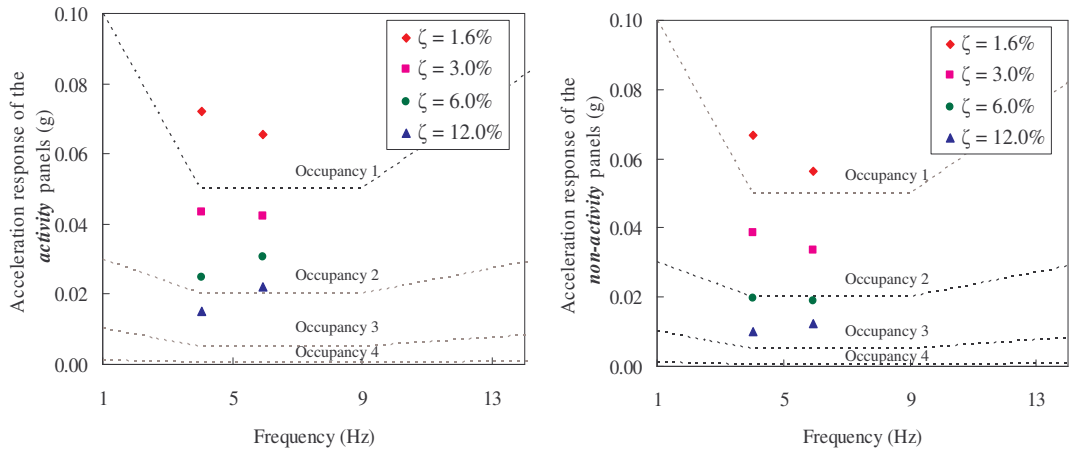 Acceleration response of the
activity panels (g)
0.10
0.08
0.06
0.04
0.02
0.00
ζ = 1.6%
ζ = 3.0%
ζ = 6.0%
ζ = 12.0%
Occupancy 1
Occupancy 2
Occupancy 3
Occupancy 4
1
5
9
13
Frequency (Hz)
Acceleration response of the
non-activity panels (g)
0.10
0.08
0.06
0.04
0.02
0.00
ζ = 1.6%
ζ = 3.0%
ζ = 6.0%
ζ = 12.0%
Occupancy 1
Occupancy 2
Occupancy 3
Occupancy 4
1
5
9
13
Frequency (Hz)